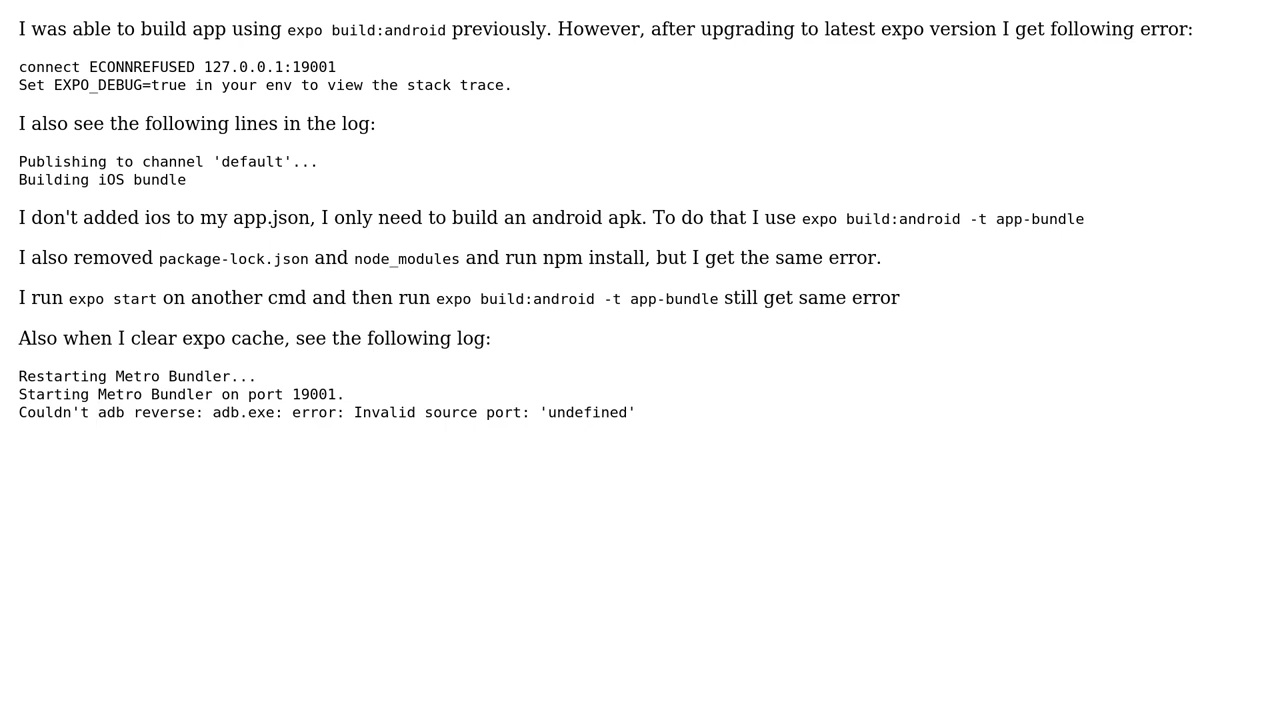 I was able to build app using expo build:android previously. However, after upgrading to latest expo version I get following error:
connect ECONNREFUSED 127.0.0.1:19001
Set EXPO_DEBUG=true in your env to view the stack trace.
I also see the following lines in the log:
Publishing to channel 'default'...
Building iOS bundle
I don't added ios to my app.json, I only need to build an android apk. To do that I use expo build:android -t app-bundle
I also removed package-lock.json and node_modules and run npm install, but I get the same error.
I run expo start on another cmd and then run expo build:android -t app-bundle still get same error
Also when I clear expo cache, see the following log:
Restarting Metro Bundler...
Starting Metro Bundler on port 19001.
Couldn't adb reverse: adb.exe: error: Invalid source port: 'undefined'